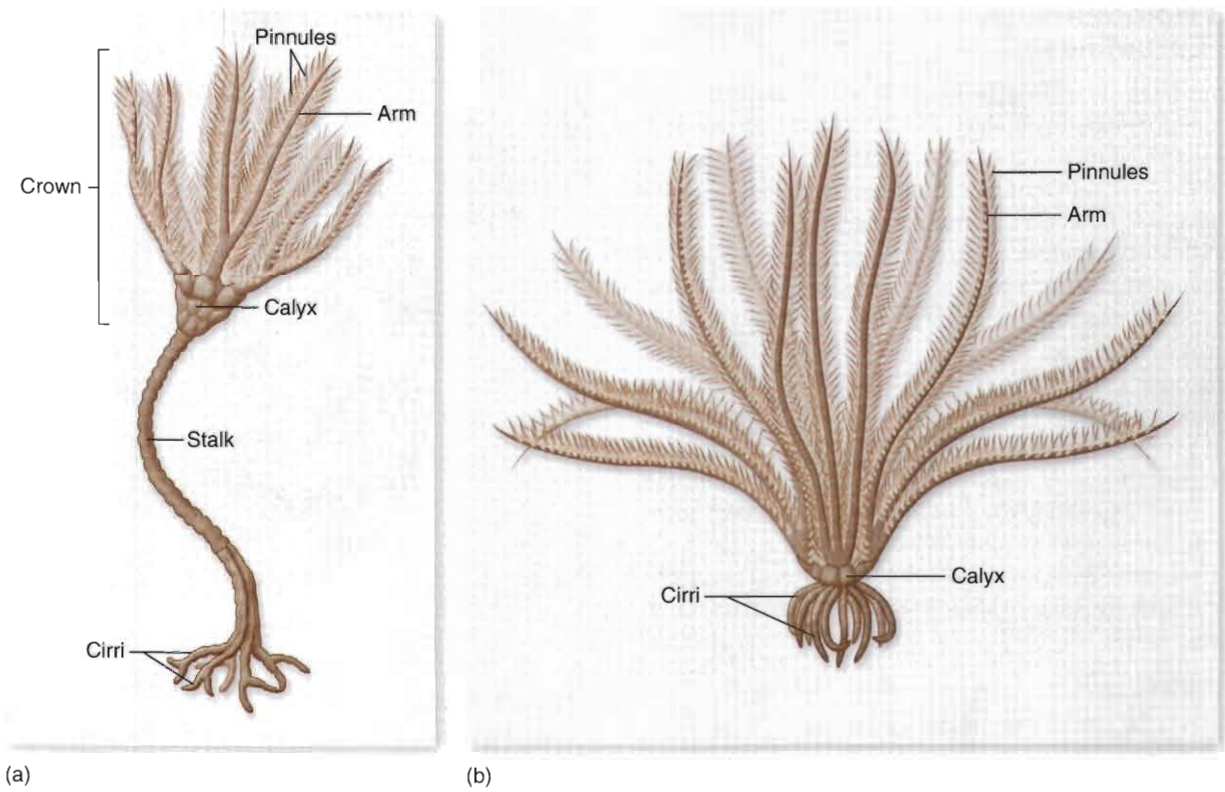 Pinnules
Arm
Crown
Calyx
Stalk
Cirri
(a)
Pinnules
Arm
Calyx
Cirri
(b)